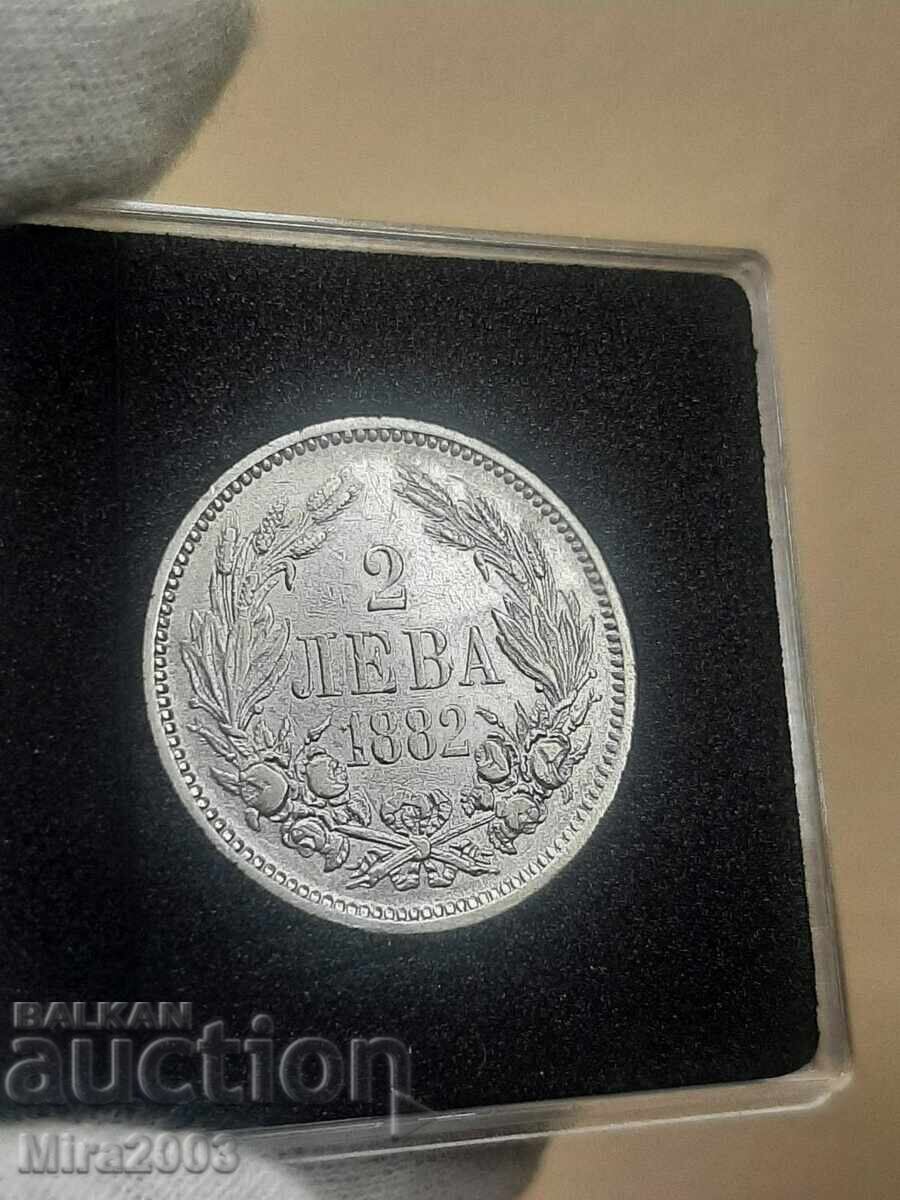 2
ЛЕВА
1882
BALKAN
auction
Mira2003